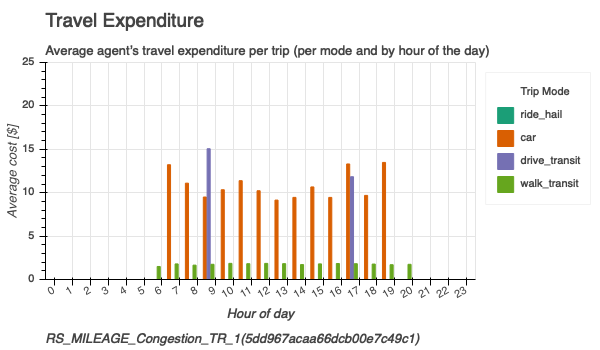 Travel Expenditure
Average agent's travel expenditure per trip (per mode and by hour of the day)
25
20
15
10
5
0
Average cost [$]
0 1 2 3 4 5 6 7 8 9 10 11 12 13 14 15 16 17 18 19 20 21 22 23
Hour of day
Trip Mode
ride_hail
car
drive_transit
walk_transit
RS_MILEAGE_Congestion_TR_1(5dd967acaa66dcb00e7c49c1)